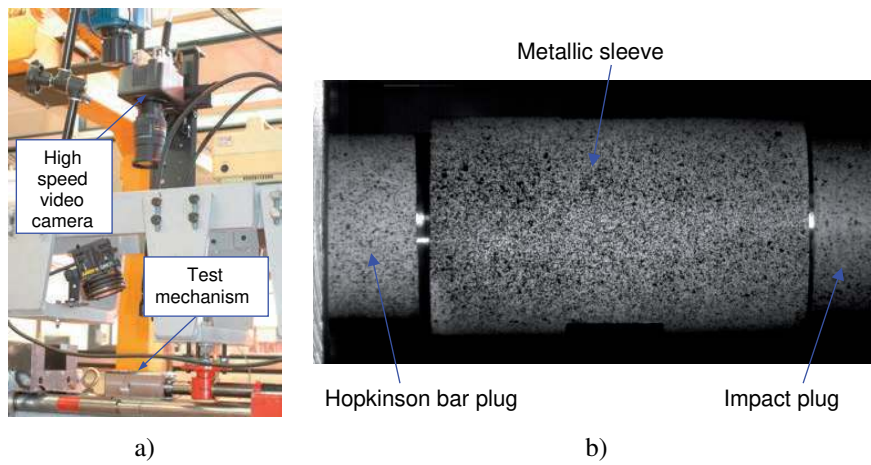 High
speed
video
camera
Test
mechanism
Metallic sleeve
Hopkinson bar plug
Impact plug
a)
b)